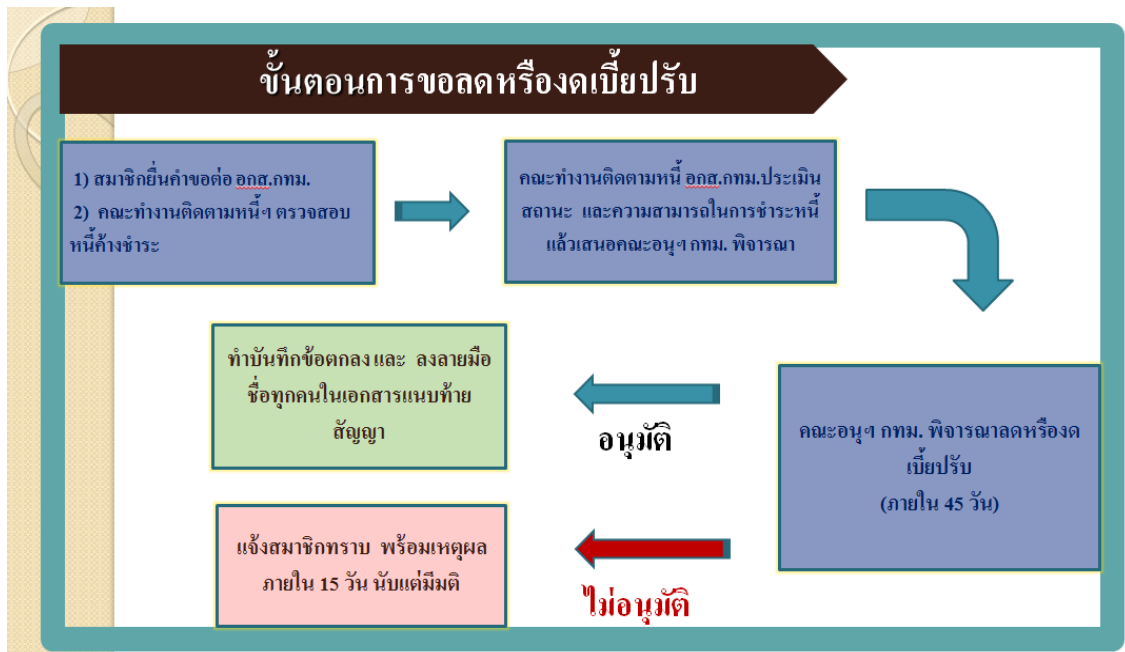 ขั้นตอนการขอลดหรืองดเบี้ยปรับ
1) สมาชิกยื่นคำขอต่อ อกส.กทม.
2) คณะทำงานติดตามหนี้ฯ ตรวจสอบ
หนี้ค้างชำระ
คณะทำงานติดตามหนี้ อกส.กทม.ประเมิน
สถานะ และความสามารถในการชำระหนี้
แล้วเสนอคณะอนุฯ กทม. พิจารณา
คณะอนุฯ กทม. พิจารณาลดหรืองด
เบี้ยปรับ
(ภายใน 45 วัน)
อนุมัติ
ทำบันทึกข้อตกลง และ ลงลายมือ
ชื่อทุกคนในเอกสารแนบท้าย
สัญญา
ไม่อนุมัติ
แจ้งสมาชิกทราบ พร้อมเหตุผล
ภายใน 15 วัน นับแต่มีมติ